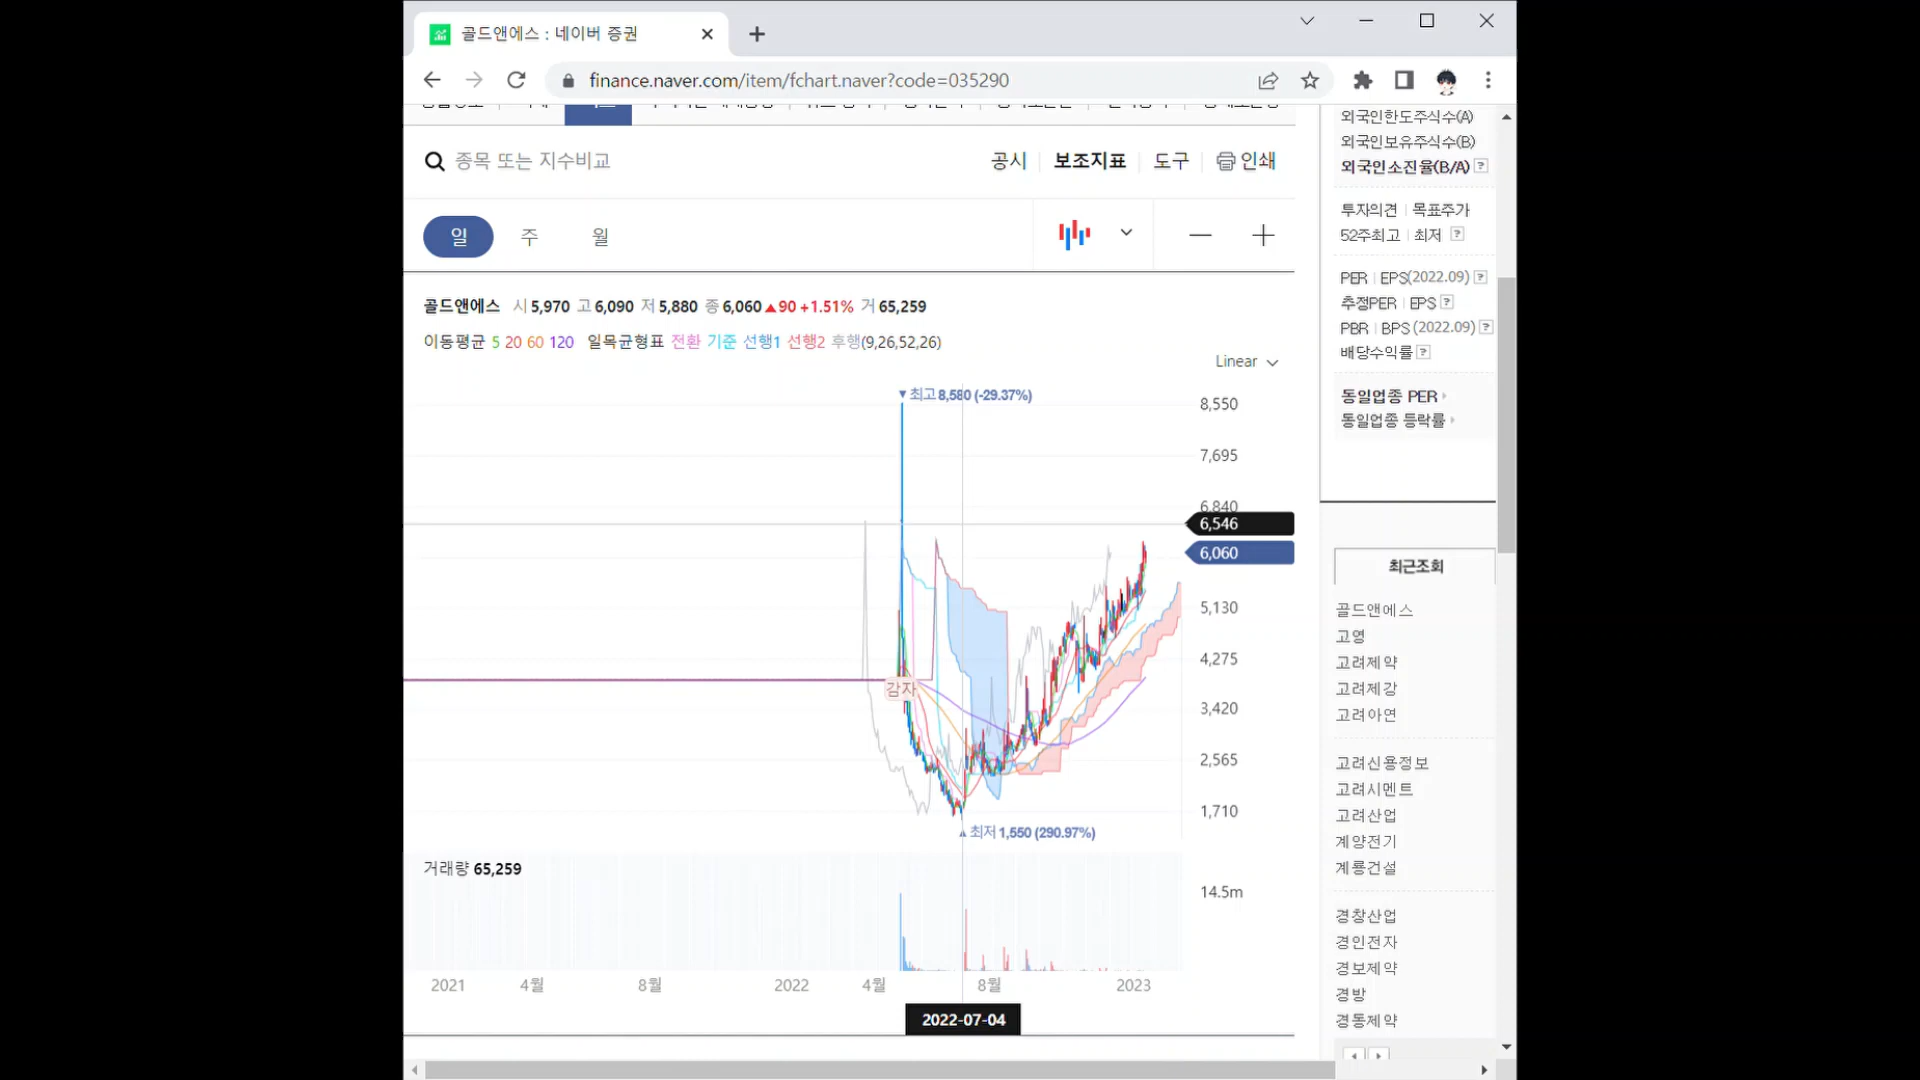 골드앤에스 : 네이버 증권
finance.naver.com/item/fchart.naver?code=035290
종목 또는 지수비교
공시
보조지표
도구
인쇄
일
주
월
골드앤에스 시 5,970 고 6,090 저 5,880 종 6,060 ▲90 +1.51% 거 65,259
이동평균 5 20 60 120 일목균형표 전환 기준 선행1 선행2 후행(9,26,52,26)
Linear
▼최고 8,580 (-29.37%)
8,550
7,695
6,840
6,546
6,060
5,130
4,275
3,420
2,565
1,710
감자
▲최저 1,550 (290.97%)
거래량 65,259
14.5m
2021
4월
8월
2022
4월
8월
2023
2022-07-04
외국인한도주식수(A)
외국인보유주식수(B)
외국인소진율(B/A) ?
투자의견 | 목표주가
52주최고 | 최저 ?
PER | EPS(2022.09) ?
추정PER | EPS ?
PBR | BPS (2022.09) ?
배당수익률 ?
동일업종 PER
동일업종 등락률
최근조회
골드앤에스
고영
고려제약
고려제강
고려아연
고려신용정보
고려시멘트
고려산업
계양전기
계룡건설
경창산업
경인전자
경보제약
경방
경동제약